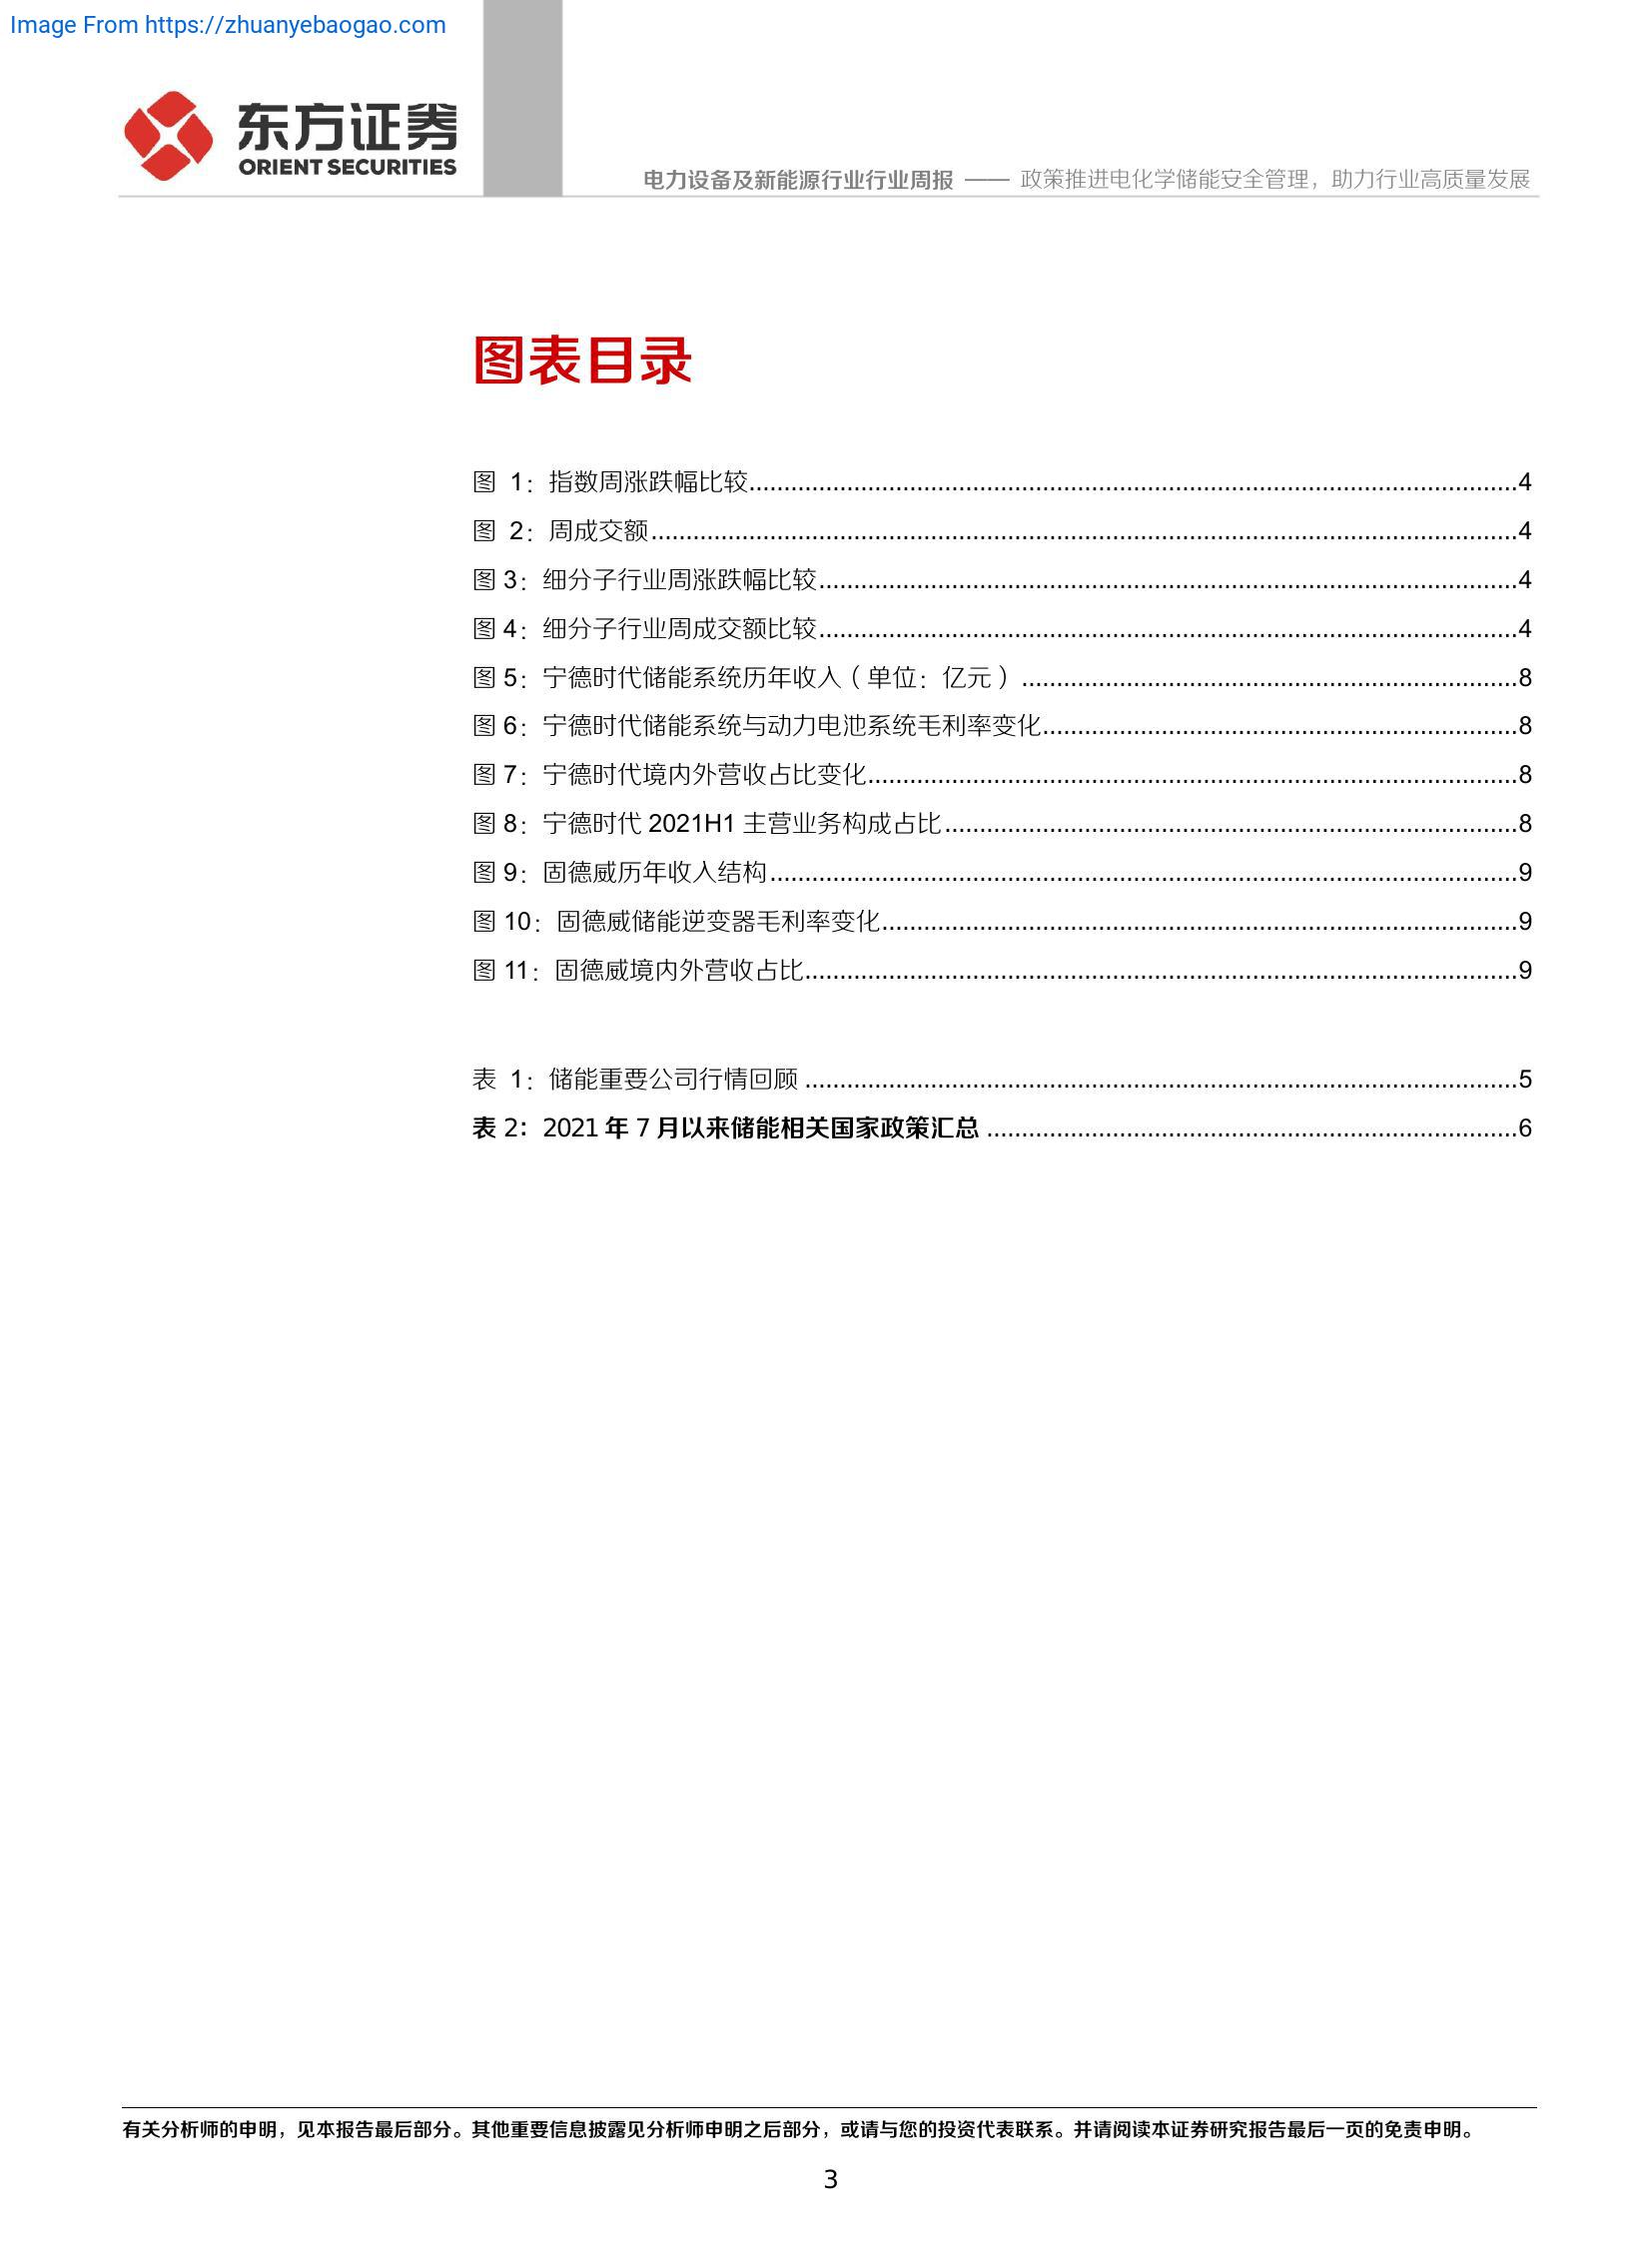 Image From https://zhuanyebaogao.com
东方证券
ORIENT SECURITIES
电力设备及新能源行业行业周报 —— 政策推进电化学储能安全管理，助力行业高质量发展
图表目录
图 1：指数周涨跌幅比较....................4
图 2：周成交额....................4
图 3：细分子行业周涨跌幅比较....................4
图 4：细分子行业周成交额比较....................4
图 5：宁德时代储能系统历年收入（单位：亿元）....................8
图 6：宁德时代储能系统与动力电池系统毛利率变化....................8
图 7：宁德时代境内外营收占比变化....................8
图 8：宁德时代 2021H1 主营业务构成占比....................8
图 9：固德威历年收入结构....................9
图 10：固德威储能逆变器毛利率变化....................9
图 11：固德威境内外营收占比....................9
表 1：储能重要公司行情回顾....................5
表 2：2021 年 7 月以来储能相关国家政策汇总....................6
有关分析师的申明，见本报告最后部分。其他重要信息披露见分析师申明之后部分，或请与您的投资代表联系。并请阅读本证券研究报告最后一页的免责申明。
3